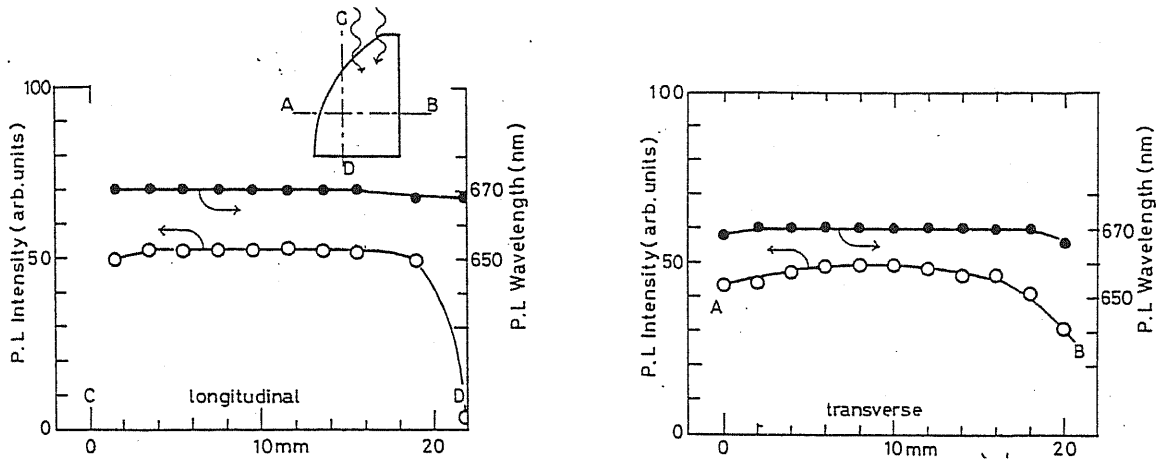 G
A
B
D
100
50
0
P.L Intensity (arb.units)
670
650
P.L Wavelength (nm)
C
longitudinal
D
0
10mm
20
100
50
0
P.L Intensity (arb. units)
670
650
P.L Wavelength (nm)
A
B
transverse
0
10mm
20